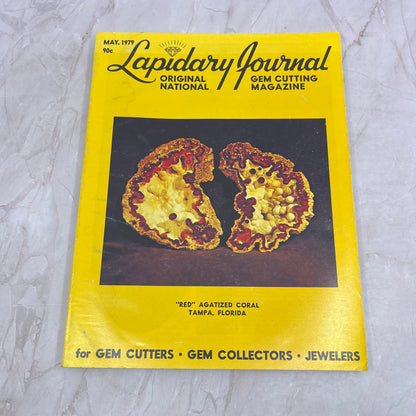 MAY, 1979
90c
Lapidary Journal
ORIGINAL GEM CUTTING
NATIONAL MAGAZINE
"RED" AGATIZED CORAL
TAMPA, FLORIDA
for GEM CUTTERS • GEM COLLECTORS • JEWELERS